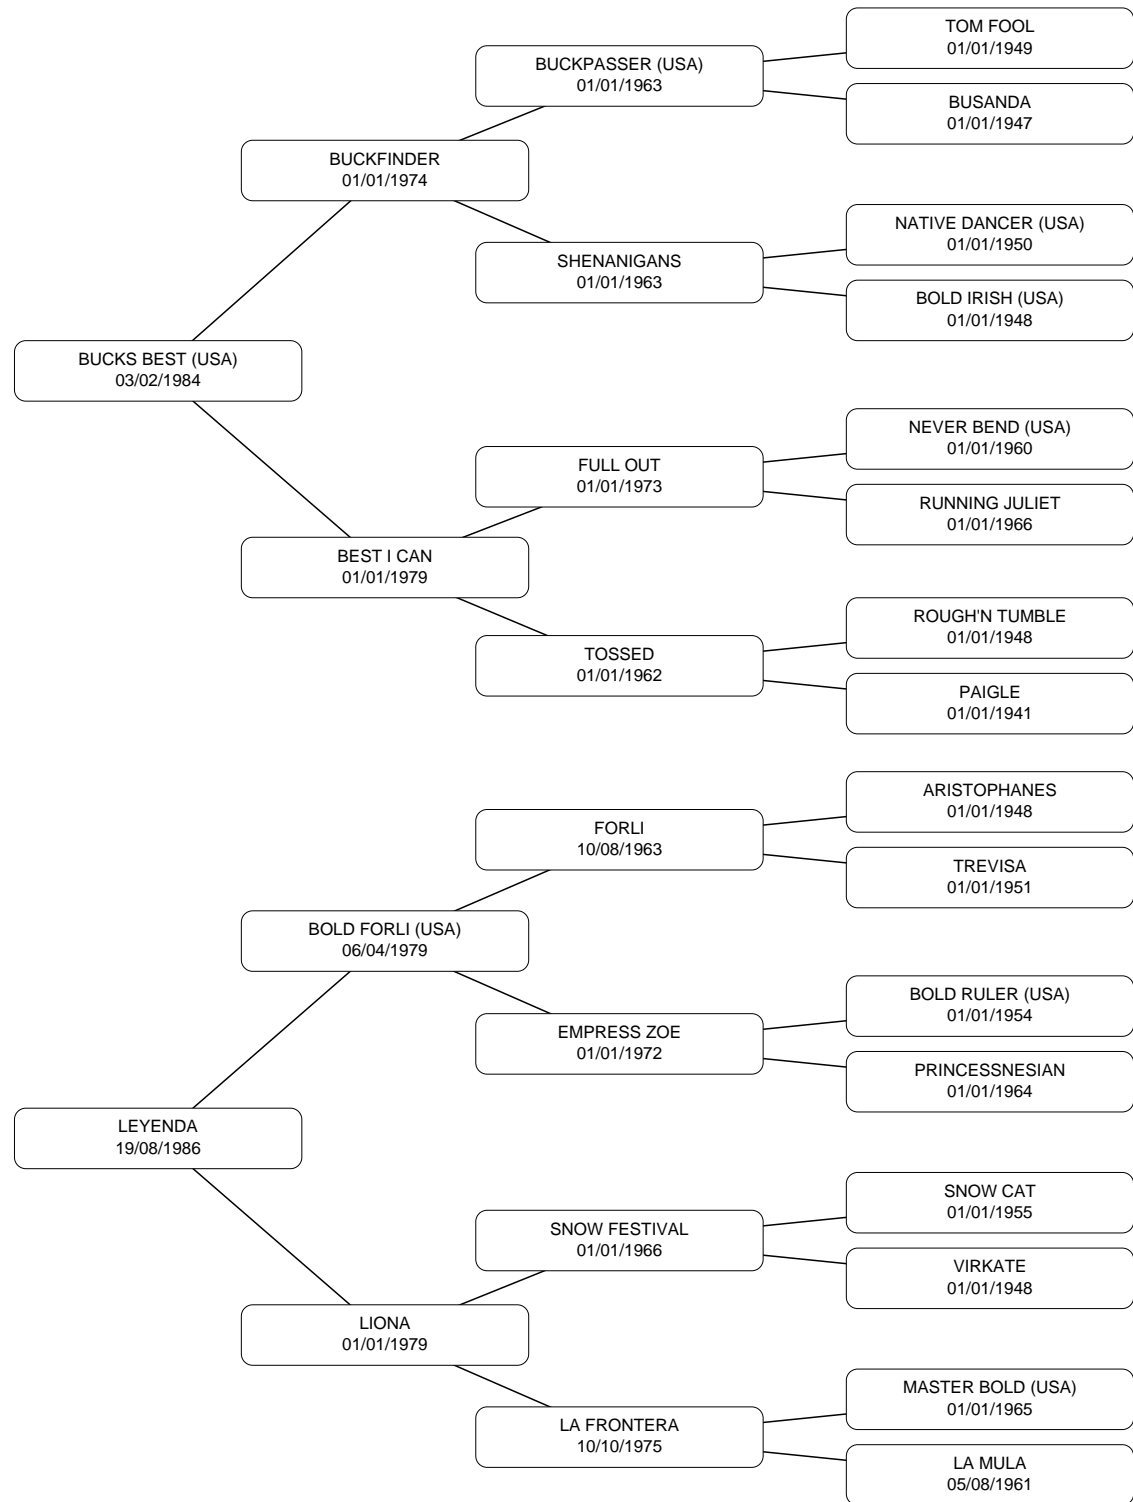 TOM FOOL
01/01/1949
BUCKPASSER (USA)
01/01/1963
BUSANDA
01/01/1947
BUCKFINDER
01/01/1974
NATIVE DANCER (USA)
01/01/1950
SHENANIGANS
01/01/1963
BOLD IRISH (USA)
01/01/1948
BUCKS BEST (USA)
03/02/1984
NEVER BEND (USA)
01/01/1960
FULL OUT
01/01/1973
RUNNING JULIET
01/01/1966
BEST I CAN
01/01/1979
ROUGH'N TUMBLE
01/01/1948
TOSSED
01/01/1962
PAIGLE
01/01/1941
ARISTOPHANES
01/01/1948
FORLI
10/08/1963
TREVISA
01/01/1951
BOLD FORLI (USA)
06/04/1979
BOLD RULER (USA)
01/01/1954
EMPRESS ZOE
01/01/1972
PRINCESSNESIAN
01/01/1964
LEYENDA
19/08/1986
SNOW CAT
01/01/1955
SNOW FESTIVAL
01/01/1966
VIRKATE
01/01/1948
LIONA
01/01/1979
MASTER BOLD (USA)
01/01/1965
LA FRONTERA
10/10/1975
LA MULA
05/08/1961